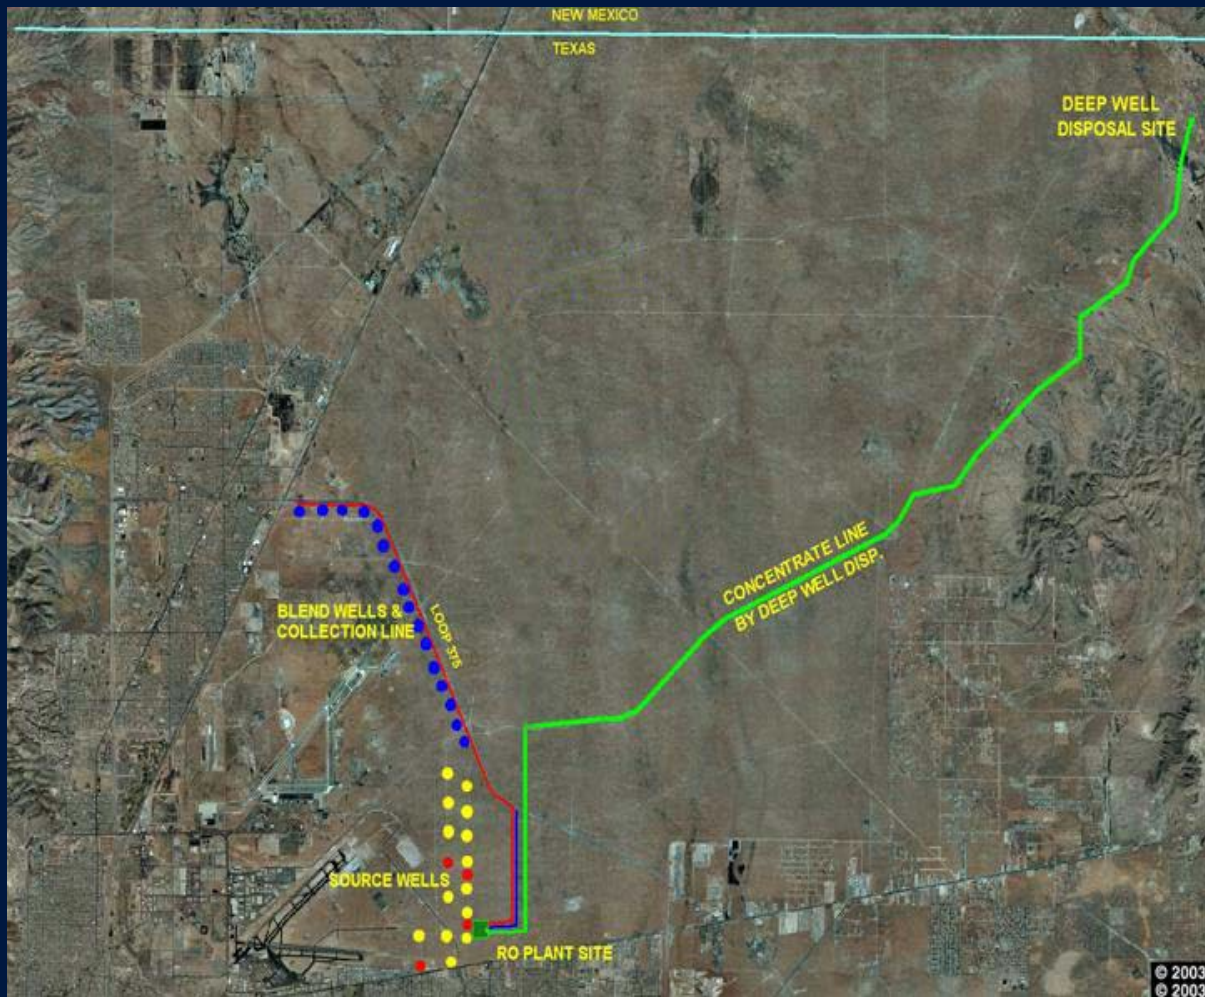 NEW MEXICO
TEXAS
DEEP WELL
DISPOSAL SITE
CONCENTRATE LINE
BY DEEP WELL DISP.
BLEND WELLS &
COLLECTION LINE
LOOP 375
SOURCE WELLS
RO PLANT SITE
© 2003
© 2003